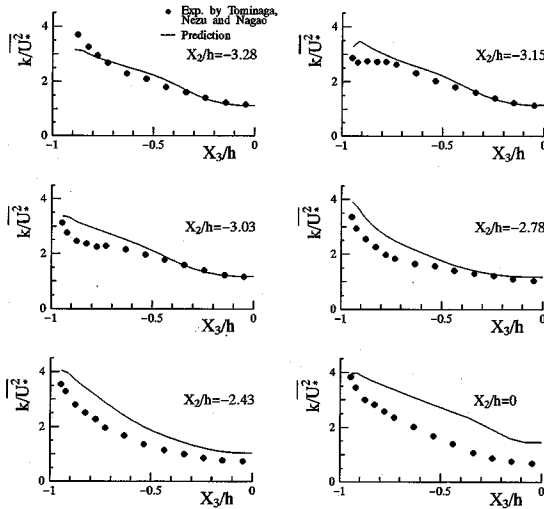 Exp. by Tominaga,
Nezu and Nagao
Prediction
k/U*²
4
2
0
X₂/h=−3.28
−1 −0.5 0
X₃/h
k/U*²
4
2
0
X₂/h=−3.15
−1 −0.5 0
X₃/h
k/U*²
4
2
0
X₂/h=−3.03
−1 −0.5 0
X₃/h
k/U*²
4
2
0
X₂/h=−2.78
−1 −0.5 0
X₃/h
k/U*²
4
2
0
X₂/h=−2.43
−1 −0.5 0
X₃/h
k/U*²
4
2
0
X₂/h=0
−1 −0.5 0
X₃/h